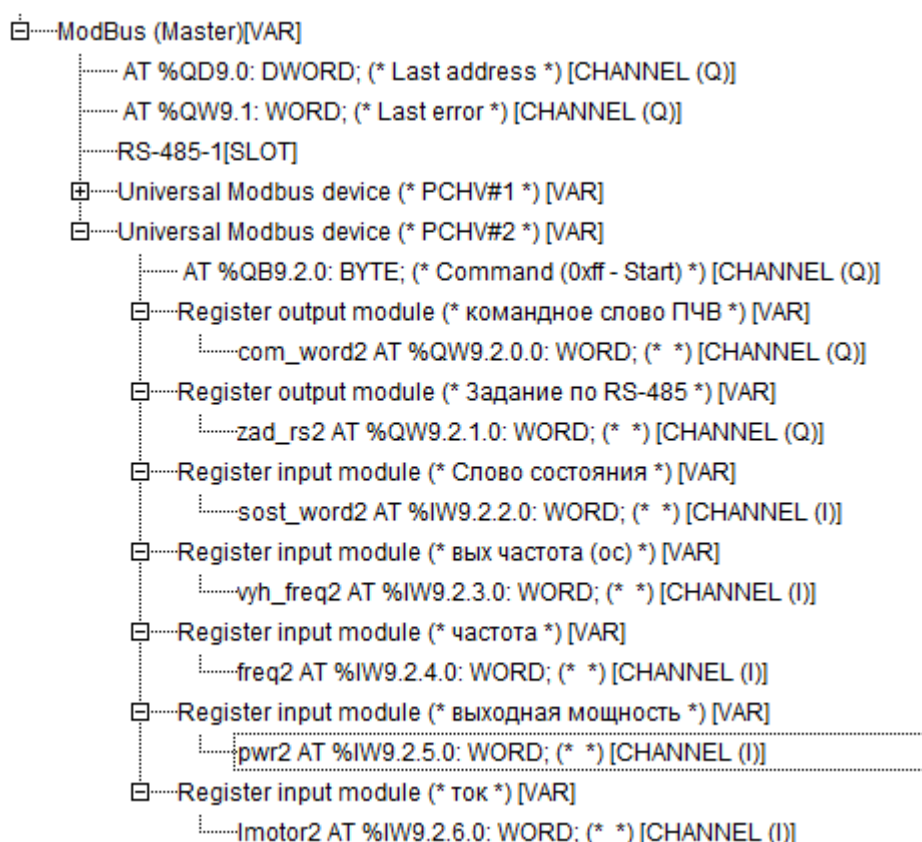 ModBus (Master)[VAR]
AT %QD9.0: DWORD; (* Last address *) [CHANNEL (Q)]
AT %QW9.1: WORD; (* Last error *) [CHANNEL (Q)]
RS-485-1[SLOT]
Universal Modbus device (* PCHV#1 *) [VAR]
Universal Modbus device (* PCHV#2 *) [VAR]
AT %QB9.2.0: BYTE; (* Command (0xff - Start) *) [CHANNEL (Q)]
Register output module (* командное слово ПЧВ *) [VAR]
com_word2 AT %QW9.2.0.0: WORD; (* *) [CHANNEL (Q)]
Register output module (* Задание по RS-485 *) [VAR]
zad_rs2 AT %QW9.2.1.0: WORD; (* *) [CHANNEL (Q)]
Register input module (* Слово состояния *) [VAR]
sost_word2 AT %IW9.2.2.0: WORD; (* *) [CHANNEL (I)]
Register input module (* вых частота (ос) *) [VAR]
vyh_freq2 AT %IW9.2.3.0: WORD; (* *) [CHANNEL (I)]
Register input module (* частота *) [VAR]
freq2 AT %IW9.2.4.0: WORD; (* *) [CHANNEL (I)]
Register input module (* выходная мощность *) [VAR]
pwr2 AT %IW9.2.5.0: WORD; (* *) [CHANNEL (I)]
Register input module (* ток *) [VAR]
Imotor2 AT %IW9.2.6.0: WORD; (* *) [CHANNEL (I)]